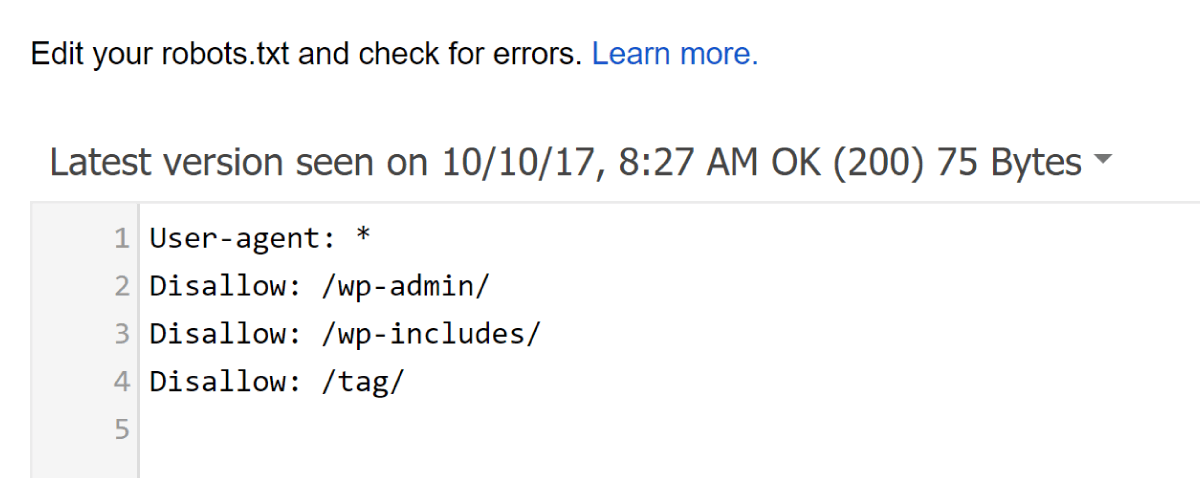 Edit your robots.txt and check for errors. Learn more.
Latest version seen on 10/10/17, 8:27 AM OK (200) 75 Bytes
1 User-agent: *
2 Disallow: /wp-admin/
3 Disallow: /wp-includes/
4 Disallow: /tag/
5